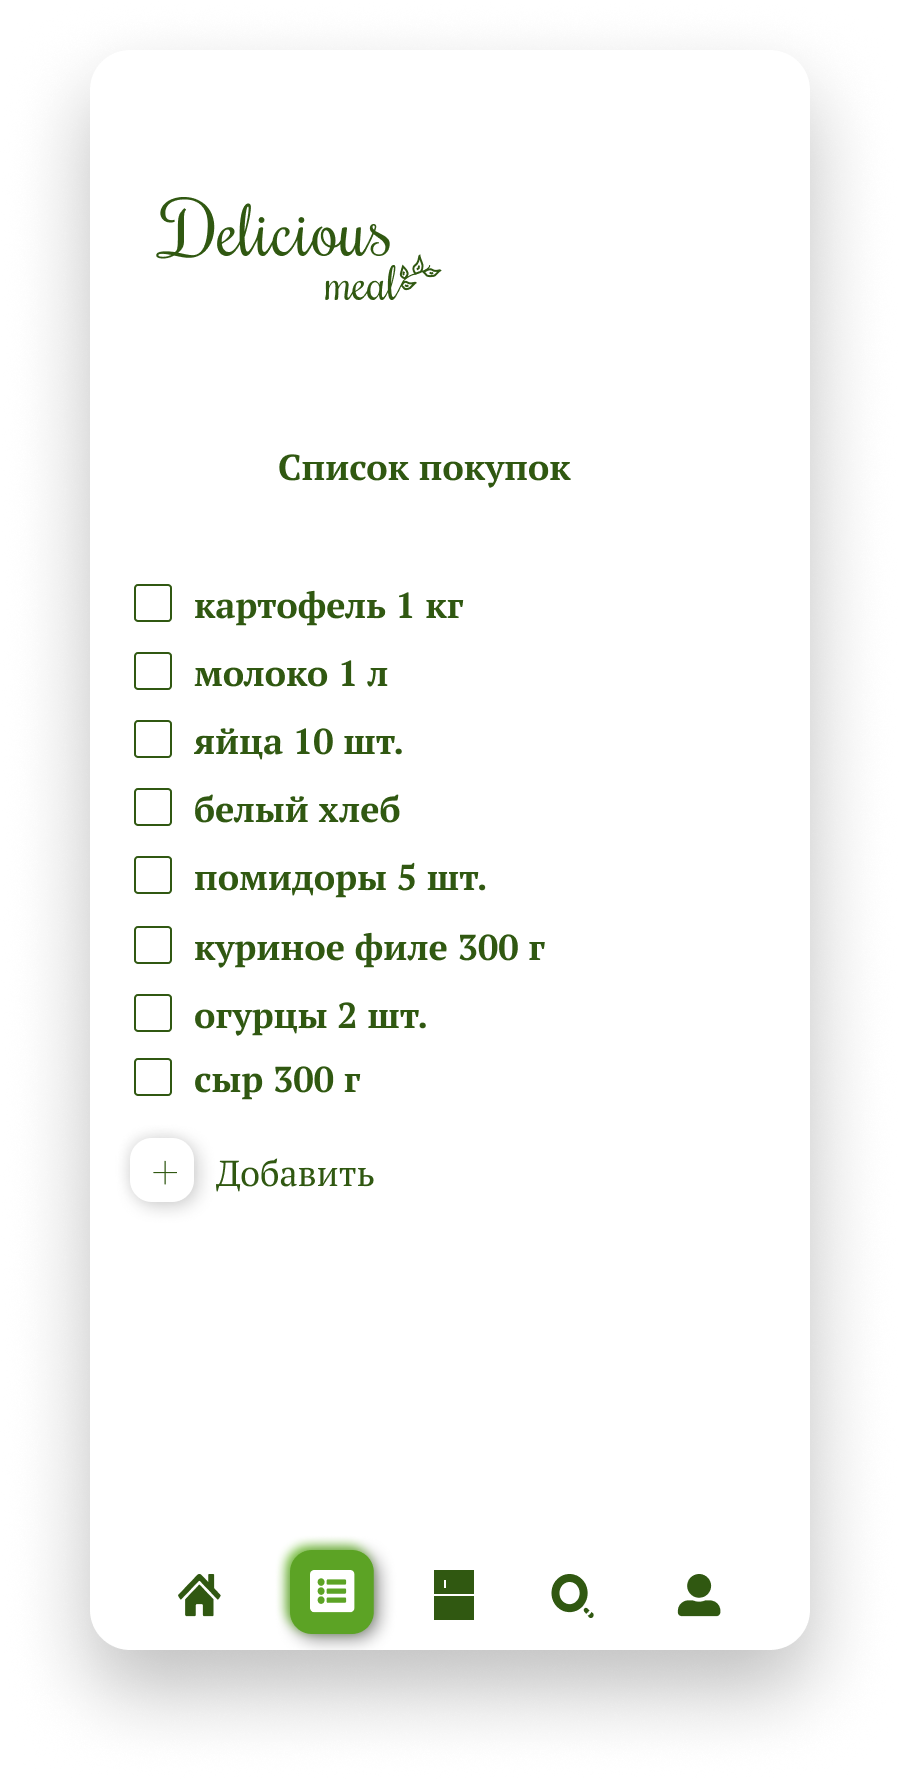 Delicious
meal
Список покупок
картофель 1 кг
молоко 1 л
яйца 10 шт.
белый хлеб
помидоры 5 шт.
куриное филе 300 г
огурцы 2 шт.
сыр 300 г
Добавить